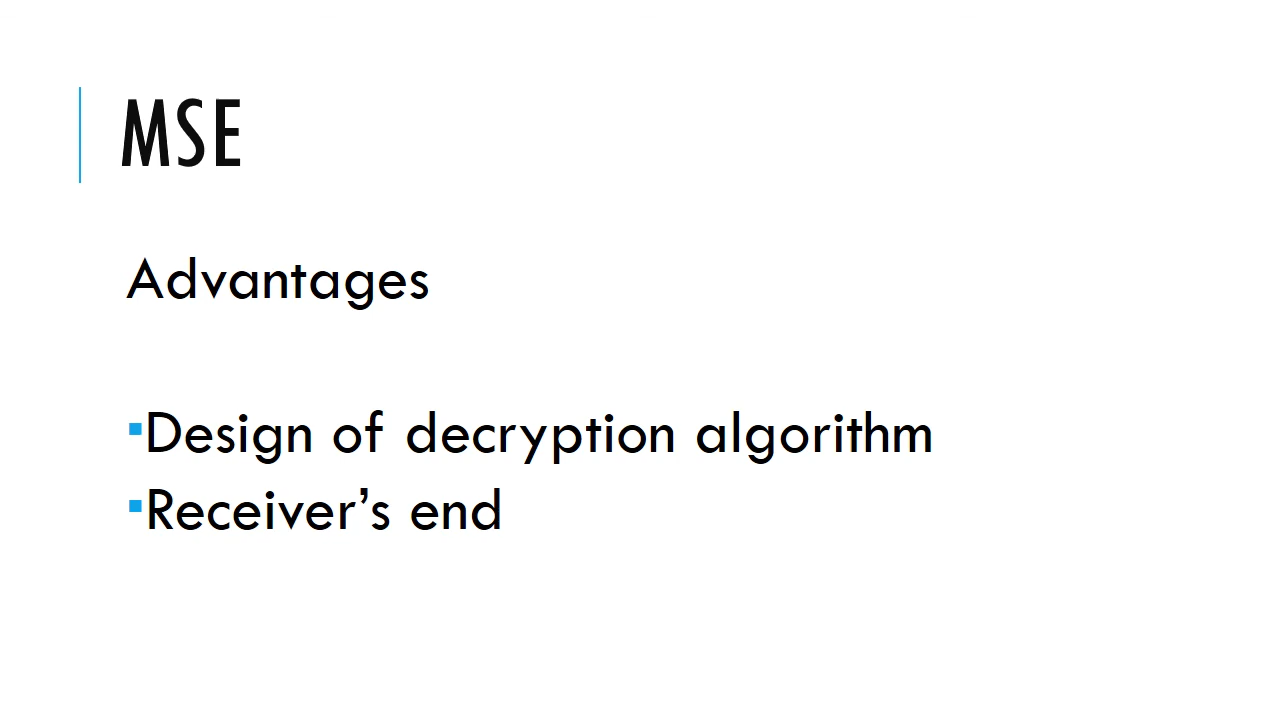 MSE
Advantages
▪Design of decryption algorithm
▪Receiver’s end